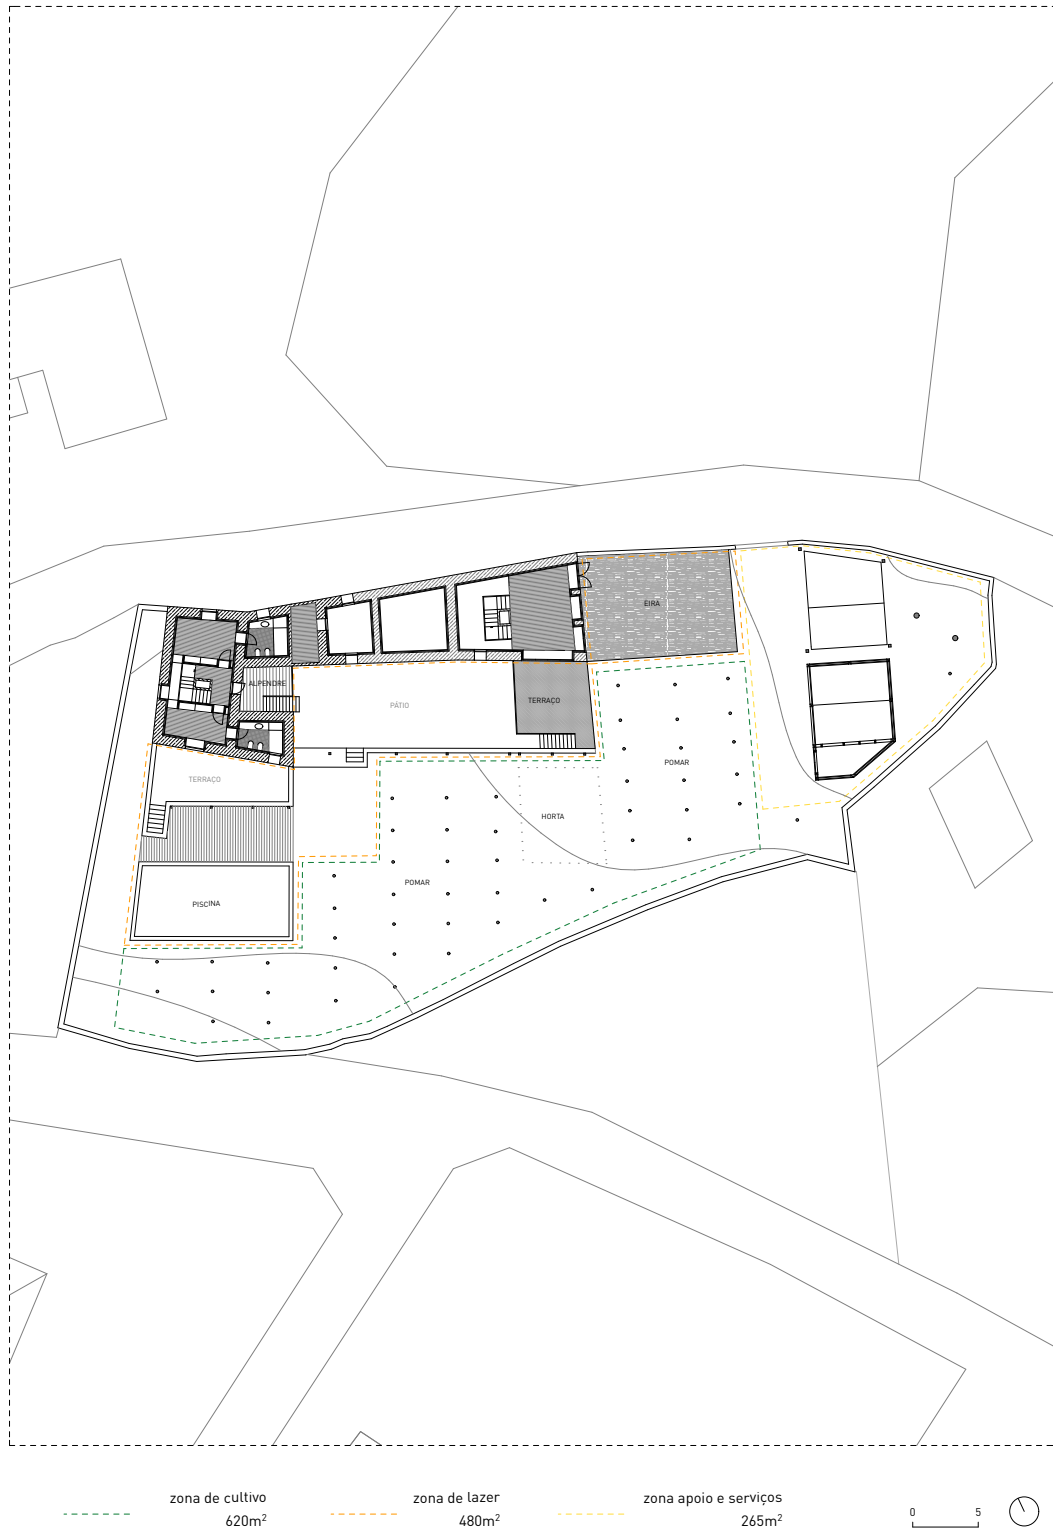 EIRA
ALPENDRE
PÁTIO
TERRAÇO
POMAR
TERRAÇO
HORTA
POMAR
PISCINA
zona de cultivo
620m²
zona de lazer
480m²
zona apoio e serviços
265m²
0 5